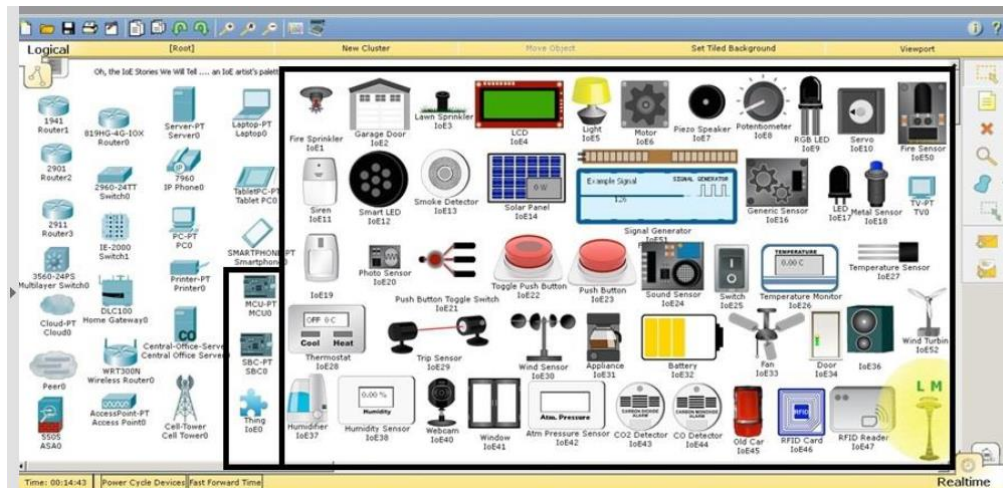 Logical
[Root]
New Cluster
Move Object
Set Tiled Background
Viewport
Oh, the IoE Stories We Will Tell .... an IoE artist's palett
1941
Router1
819HG-4G-IOX
Router0
Server-PT
Server0
Laptop-PT
Laptop0
2901
Router2
2960-24TT
Switch0
7960
IP Phone0
TabletPC-PT
Tablet PC0
2911
Router3
IE-2000
Switch1
PC-PT
PC0
SMARTPHONE-PT
Smartphone0
3560-24PS
Multilayer Switch0
DLC100
Home Gateway0
Printer-PT
Printer0
MCU-PT
MCU0
Cloud-PT
Cloud0
WRT300N
Wireless Router0
CO
Central-Office-Server
Central Office Server0
SBC-PT
SBC0
Peer0
AccessPoint-PT
Access Point0
Cell-Tower
Cell Tower0
Thing
IoE0
5505
ASA0
Fire Sprinkler
IoE1
Garage Door
IoE2
Lawn Sprinkler
IoE3
LCD
IoE4
Light
IoE5
Motor
IoE6
Piezo Speaker
IoE7
Potentiometer
IoE8
RGB LED
IoE9
Servo
IoE10
Fire Sensor
IoE50
Siren
IoE11
Smart LED
IoE12
Smoke Detector
IoE13
0 W
Solar Panel
IoE14
Example Signal
SIGNAL GENERATOR
126
Signal Generator
IoE51
Generic Sensor
IoE16
LED
IoE17
Metal Sensor
IoE18
TV-PT
TV0
IoE19
Photo Sensor
IoE20
Push Button Toggle Switch
IoE21
Toggle Push Button
IoE22
Push Button
IoE23
Sound Sensor
IoE24
Switch
IoE25
TEMPERATURE
0.00 C
Temperature Monitor
IoE26
Temperature Sensor
IoE27
OFF 0 C
Cool Heat
Thermostat
IoE28
Trip Sensor
IoE29
Wind Sensor
IoE30
Appliance
IoE31
Battery
IoE32
Fan
IoE33
Door
IoE34
IoE36
Wind Turbin
IoE52
Humidifier
IoE37
0.00 %
Humidity
Humidity Sensor
IoE38
Webcam
IoE40
Window
IoE41
Atm. Pressure
Atm Pressure Sensor
IoE42
CARBON DIOXIDE
ALARM
CO2 Detector
IoE43
CARBON MONOXIDE
ALARM
CO Detector
IoE44
Old Car
IoE45
RFID
RFID Card
IoE46
RFID Reader
IoE47
L M
Time: 00:14:43
Power Cycle Devices
Fast Forward Time
Realtime